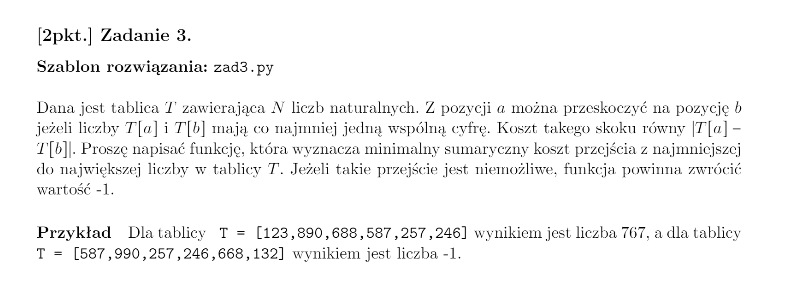 [2pkt.] Zadanie 3.
Szablon rozwiązania: zad3.py
Dana jest tablica T zawierająca N liczb naturalnych. Z pozycji a można przeskoczyć na pozycję b
jeżeli liczby T[a] i T[b] mają co najmniej jedną wspólną cyfrę. Koszt takego skoku równy |T[a] –
T[b]|. Proszę napisać funkcję, która wyznacza minimalny sumaryczny koszt przejścia z najmniejszej
do największej liczby w tablicy T. Jeżeli takie przejście jest niemożliwe, funkcja powinna zwrócić
wartość -1.
Przykład Dla tablicy T = [123,890,688,587,257,246] wynikiem jest liczba 767, a dla tablicy
T = [587,990,257,246,668,132] wynikiem jest liczba -1.